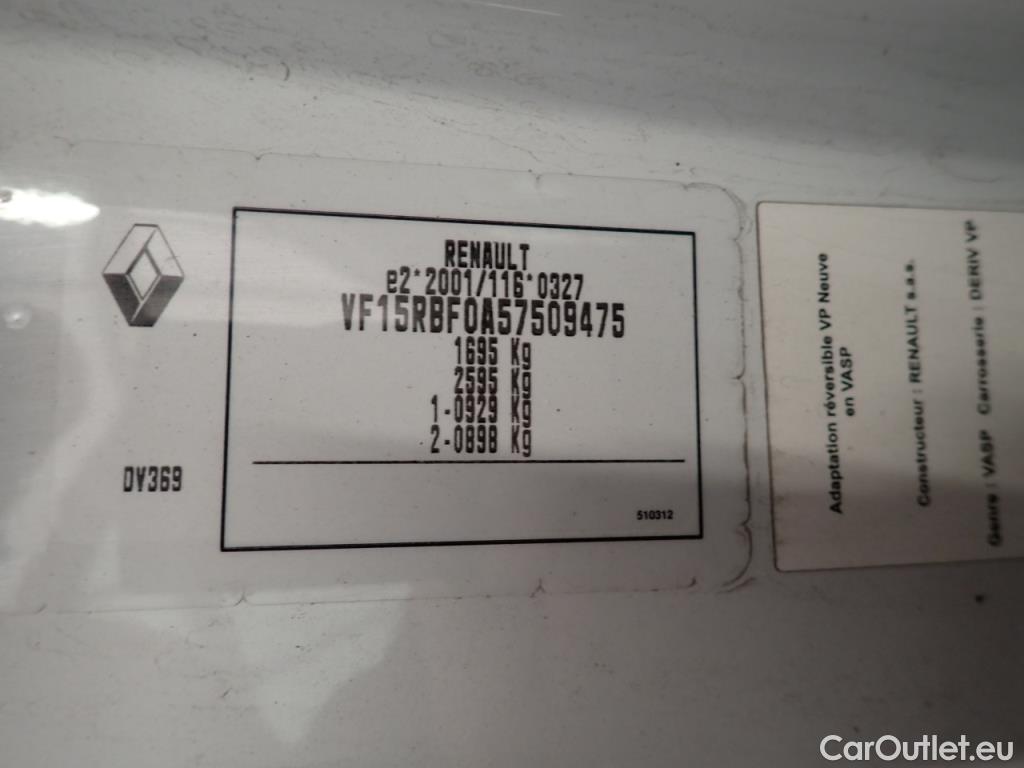 RENAULT
e2*2001/116*0327
VF15RBF0A57509475
1695 Kg
2595 Kg
1-0929 Kg
2-0898 Kg
DV369
510312
Adaptation réversible VP Neuve
en VASP
Constructeur : RENAULT s.a.s.
Genre : VASP Carrosserie : DERIV VP
CarOutlet.eu